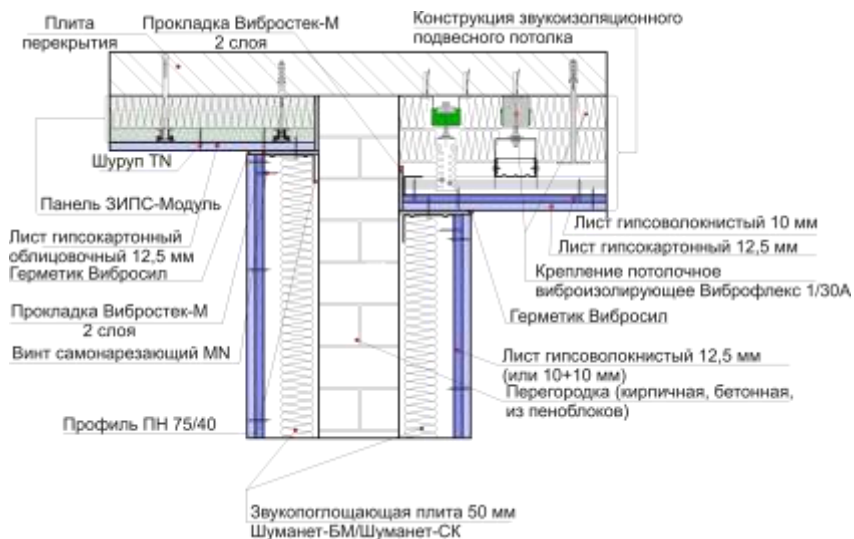 Плита
перекрытия
Прокладка Вибростек-М
2 слоя
Конструкция звукоизоляционного
подвесного потолка
Шуруп TN
Панель ЗИПС-Модуль
Лист гипсокартонный
облицовочный 12,5 мм
Герметик Вибросил
Прокладка Вибростек-М
2 слоя
Винт самонарезающий MN
Профиль ПН 75/40
Лист гипсоволокнистый 10 мм
Лист гипсокартонный 12,5 мм
Крепление потолочное
виброизолирующее Виброфлекс 1/30А
Герметик Вибросил
Лист гипсоволокнистый 12,5 мм
(или 10+10 мм)
Перегородка (кирпичная, бетонная,
из пеноблоков)
Звукопоглощающая плита 50 мм
Шуманет-БМ/Шуманет-СК